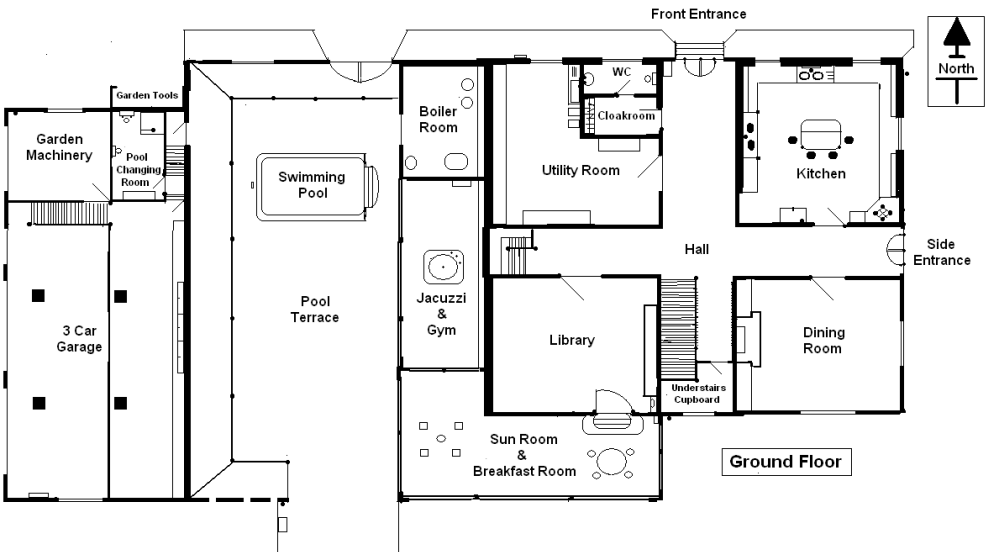 Front Entrance
North
WC
Garden Tools
Boiler
Room
Cloakroom
Garden
Machinery
Pool
Changing
Room
Swimming
Pool
Utility Room
Kitchen
Hall
Side
Entrance
Jacuzzi
&
Gym
Pool
Terrace
3 Car
Garage
Library
Dining
Room
Understairs
Cupboard
Sun Room
&
Breakfast Room
Ground Floor